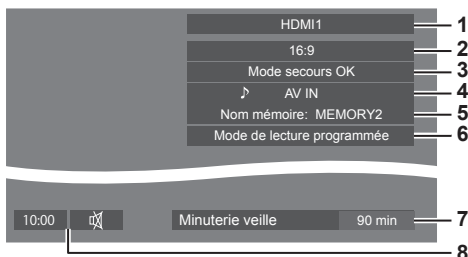 HDMI1 1
16:9 2
Mode secours OK 3
♪ AV IN 4
Nom mémoire: MEMORY2 5
Mode de lecture programmée 6
10:00 Minuterie veille 90 min 7
8